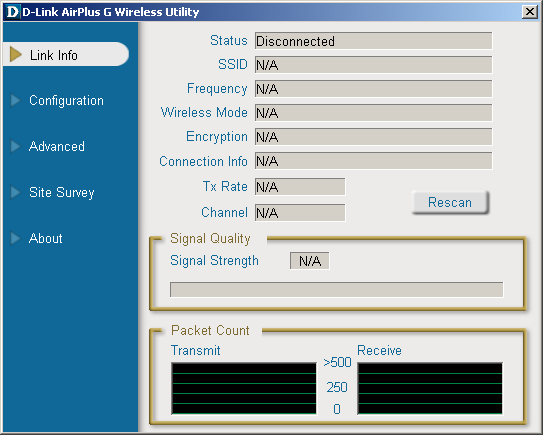 D D-Link AirPlus G Wireless Utility
Link Info
Configuration
Advanced
Site Survey
About
Status Disconnected
SSID N/A
Frequency N/A
Wireless Mode N/A
Encryption N/A
Connection Info N/A
Tx Rate N/A
Channel N/A
Rescan
Signal Quality
Signal Strength N/A
Packet Count
Transmit >500 Receive
250
0